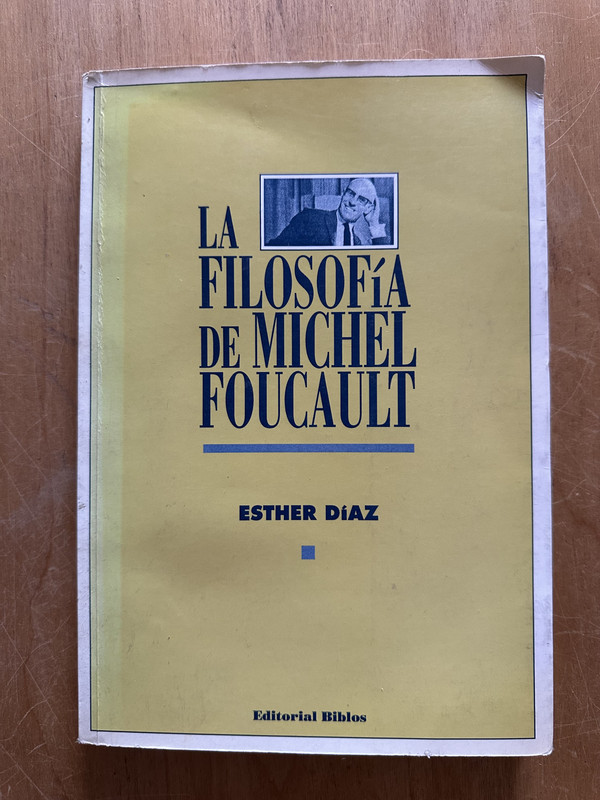 LA
FILOSOFíA
DE MICHEL
FOUCAULT
ESTHER DíAZ
Editorial Biblos